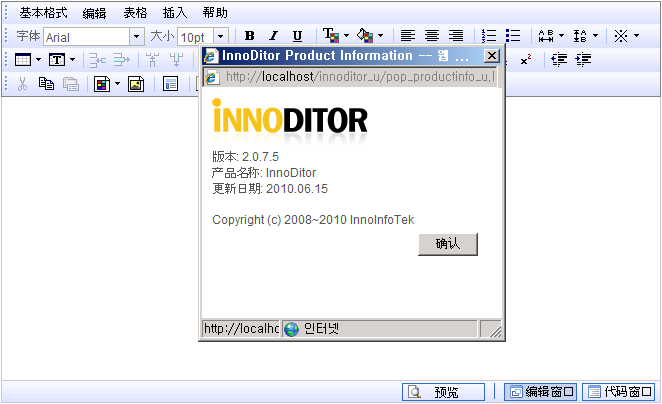 基本格式 编辑 表格 插入 帮助
字体 Arial 大小 10pt B I U
InnoDitor Product Information -- 웹 ...
http://localhost/innoditor_u/pop_productinfo_u.
INNODITOR
版本: 2.0.7.5
产品名称: InnoDitor
更新日期: 2010.06.15
Copyright (c) 2008~2010 InnoInfoTek
确认
http://localhc 인터넷
预览 编辑窗口 代码窗口